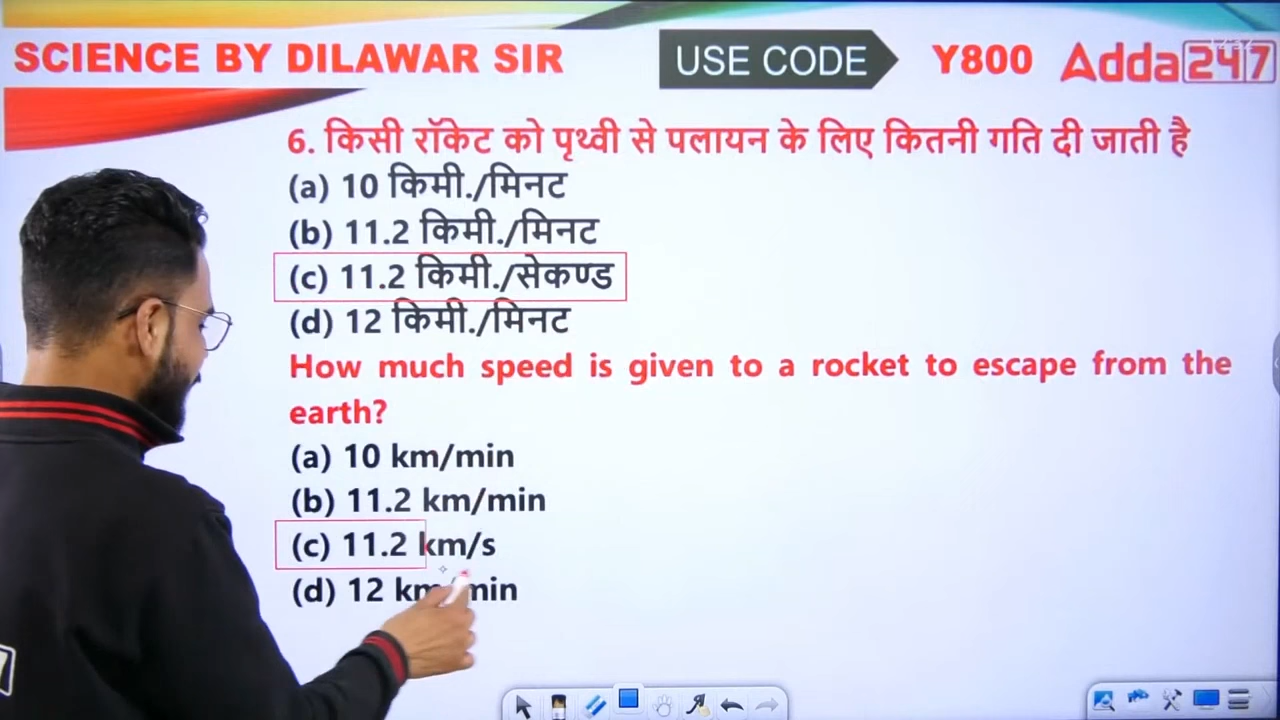 SCIENCE BY DILAWAR SIR
USE CODE
Y800
Adda247
6. किसी रॉकेट को पृथ्वी से पलायन के लिए कितनी गति दी जाती है
(a) 10 किमी./मिनट
(b) 11.2 किमी./मिनट
(c) 11.2 किमी./सेकण्ड
(d) 12 किमी./मिनट
How much speed is given to a rocket to escape from the
earth?
(a) 10 km/min
(b) 11.2 km/min
(c) 11.2 km/s
(d) 12 km/min